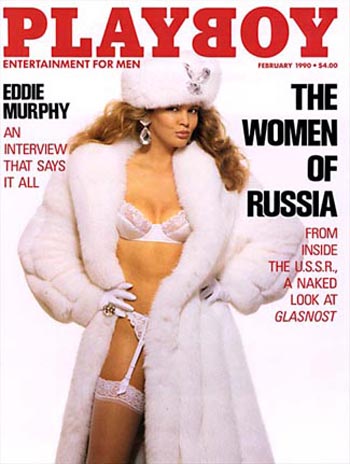 PLAYBOY
ENTERTAINMENT FOR MEN
FEBRUARY 1990 • $4.00
EDDIE
MURPHY
AN
INTERVIEW
THAT SAYS
IT ALL
THE
WOMEN
OF
RUSSIA
FROM
INSIDE
THE U.S.S.R.,
A NAKED
LOOK AT
GLASNOST